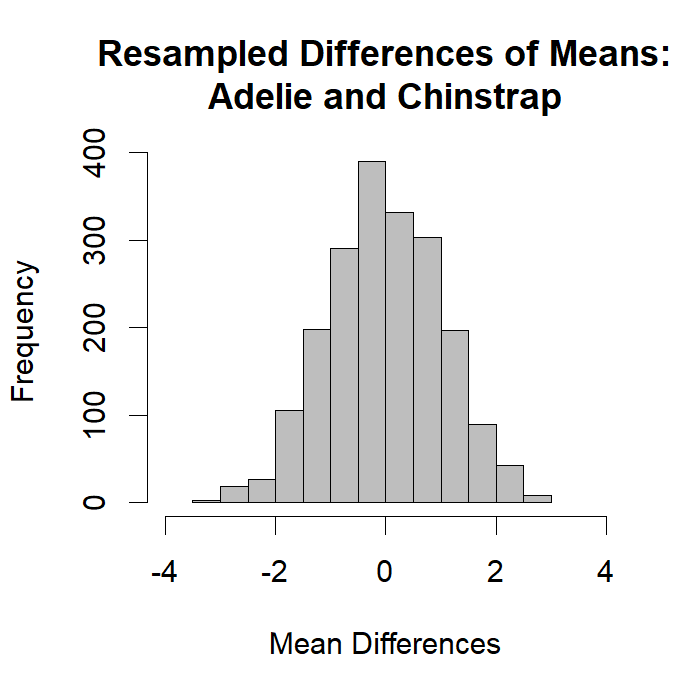 Resampled Differences of Means:
Adelie and Chinstrap
400
300
200
100
0
Frequency
-4 -2 0 2 4
Mean Differences